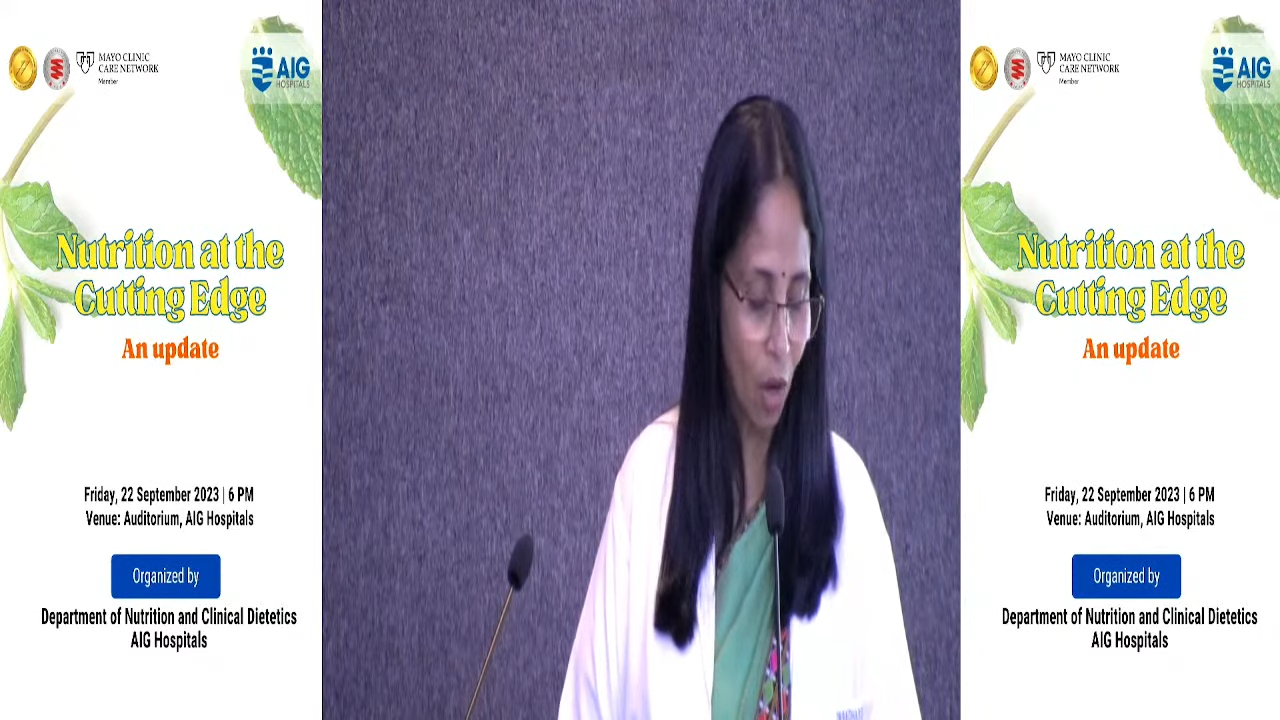 MAYO CLINIC
CARE NETWORK
Member
AIG
HOSPITALS
Nutrition at the
Cutting Edge
An update
Friday, 22 September 2023 | 6 PM
Venue: Auditorium, AIG Hospitals
Organized by
Department of Nutrition and Clinical Dietetics
AIG Hospitals
MAYO CLINIC
CARE NETWORK
Member
AIG
HOSPITALS
Nutrition at the
Cutting Edge
An update
Friday, 22 September 2023 | 6 PM
Venue: Auditorium, AIG Hospitals
Organized by
Department of Nutrition and Clinical Dietetics
AIG Hospitals